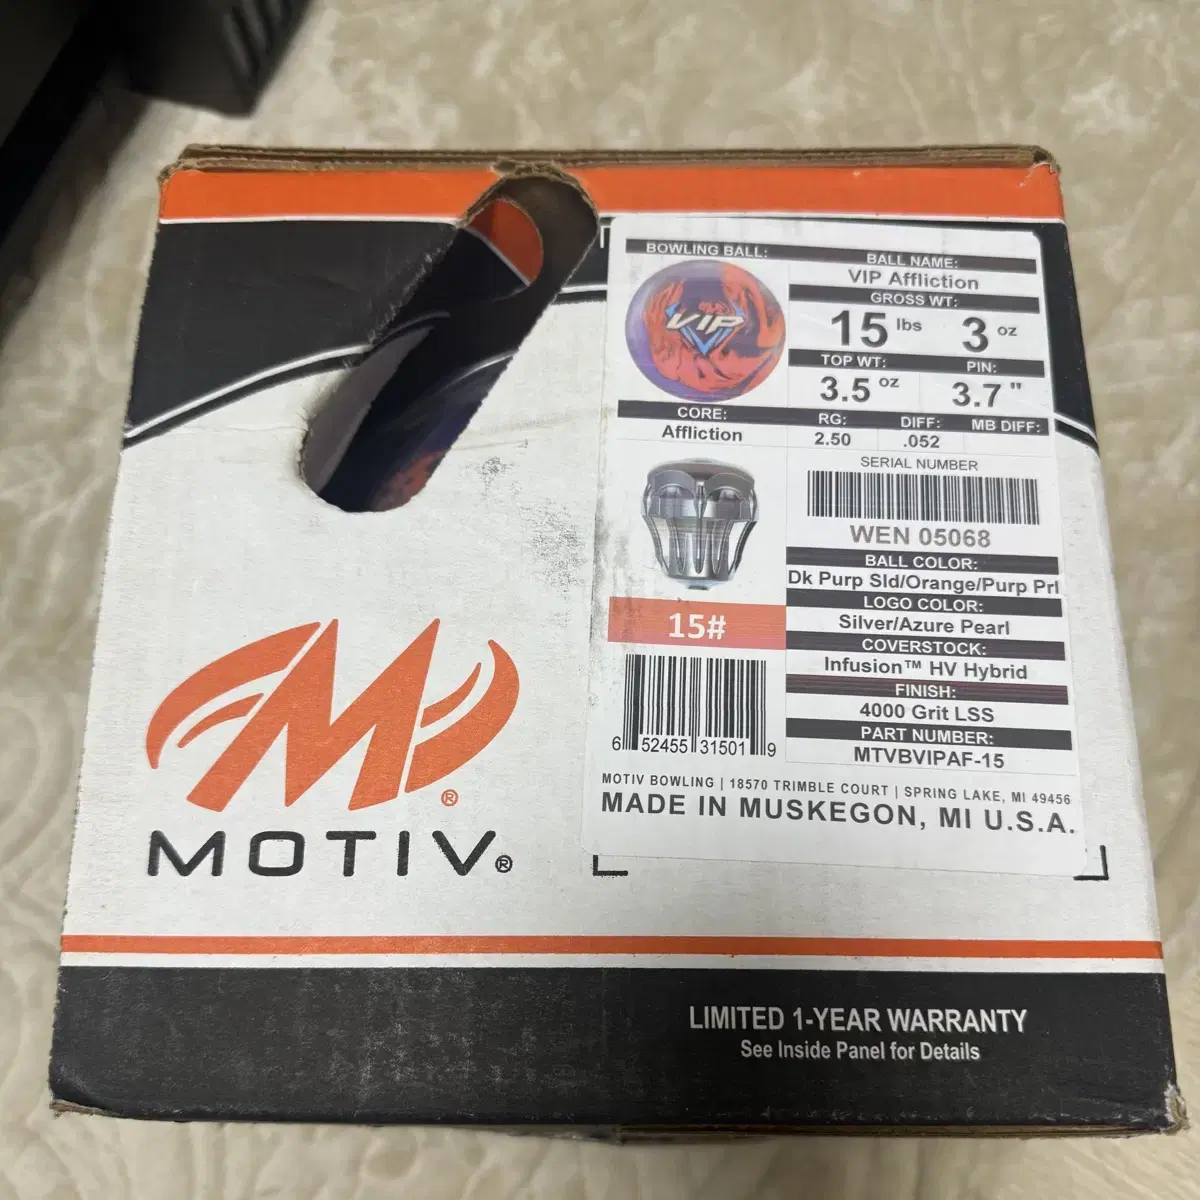 BOWLING BALL:
VIP
BALL NAME:
VIP Affliction
GROSS WT:
15 lbs 3 oz
TOP WT: PIN:
3.5 oz 3.7 "
CORE: RG: DIFF: MB DIFF:
Affliction 2.50 .052
SERIAL NUMBER
WEN 05068
BALL COLOR:
Dk Purp Sld/Orange/Purp Prl
LOGO COLOR:
Silver/Azure Pearl
15#
COVERSTOCK:
Infusion™ HV Hybrid
FINISH:
4000 Grit LSS
PART NUMBER:
MTVBVIPAF-15
6 52455 31501 9
MOTIV BOWLING | 18570 TRIMBLE COURT | SPRING LAKE, MI 49456
MADE IN MUSKEGON, MI U.S.A.
M®
MOTIV®
LIMITED 1-YEAR WARRANTY
See Inside Panel for Details